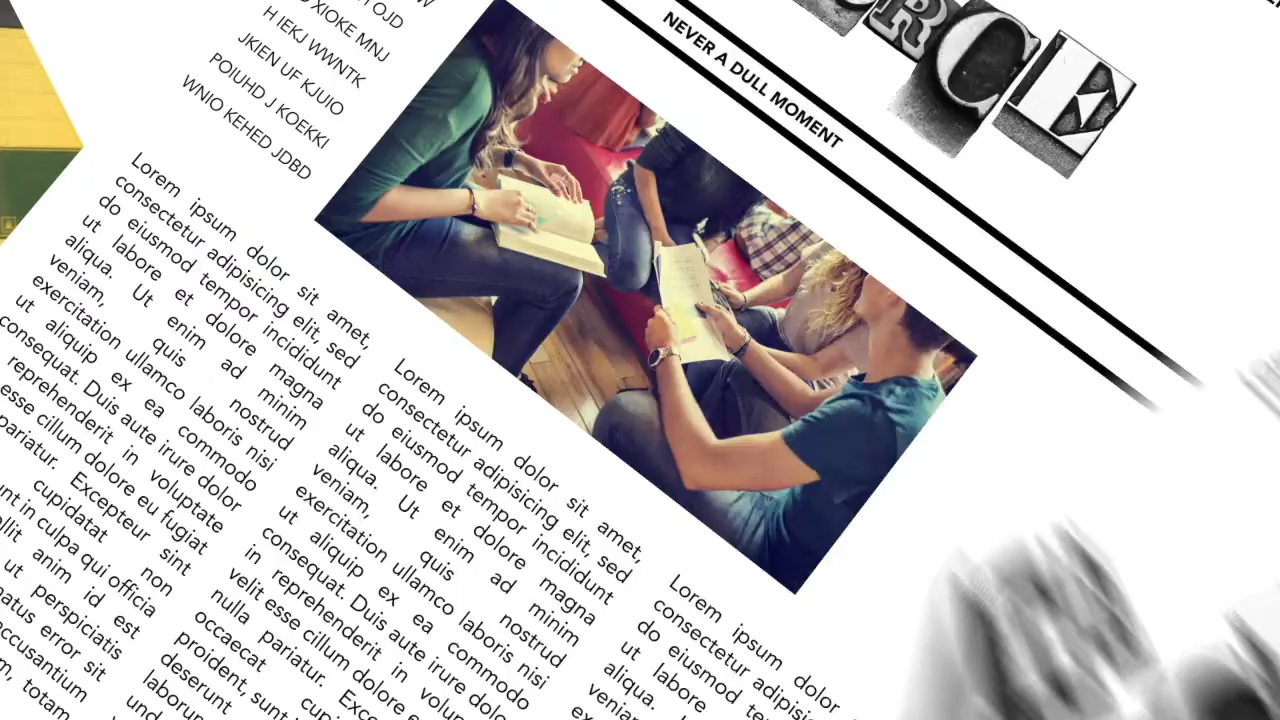 RCE
NEVER A DULL MOMENT
OJD
XIOKE MNJ
H IEKJ WWNTK
JKIEN UF KJUIO
POIUHD J KOEKKI
WNIO KEHED JDBD
Lorem ipsum dolor sit amet,
consectetur adipisicing elit, sed
do eiusmod tempor incididunt
ut labore et dolore magna
aliqua. Ut enim ad minim
veniam, quis nostrud
exercitation ullamco laboris nisi
ut aliquip ex ea commodo
consequat. Duis aute irure dolor
reprehenderit in voluptate
esse cillum dolore eu fugiat
pariatur. Excepteur sint
cupidatat non
in culpa qui officia
anim id est
ut perspiciatis
error sit
accusantium
totam
Lorem ipsum dolor sit amet,
consectetur adipisicing elit, sed
do eiusmod tempor incididunt
ut labore et dolore magna
aliqua. Ut enim ad minim
veniam, quis nostrud
exercitation ullamco laboris nisi
ut aliquip ex ea commodo
consequat. Duis aute irure
in reprehenderit in
velit esse cillum dolore
nulla pariatur.
occaecat
proident, sunt
deserunt
laborum
und
Lorem ipsum dolor
consectetur
do eiusmod
ut labore
aliqua.
veniam